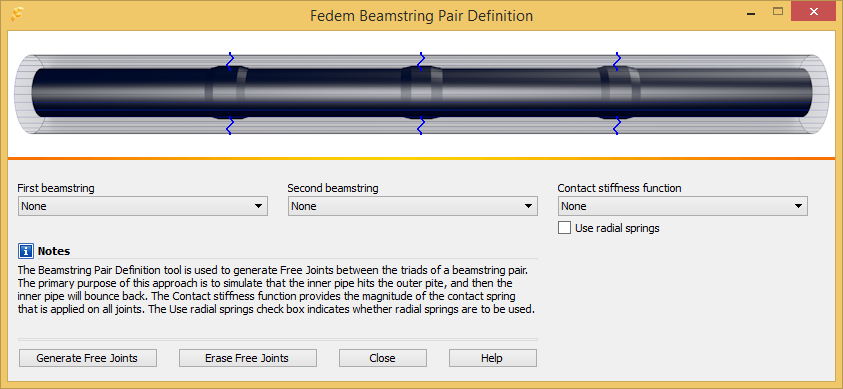 Fedem Beamstring Pair Definition
First beamstring
Second beamstring
Contact stiffness function
None
None
None
Use radial springs
Notes
The Beamstring Pair Definition tool is used to generate Free Joints between the triads of a beamstring pair.
The primary purpose of this approach is to simulate that the inner pipe hits the outer pite, and then the
inner pipe will bounce back. The Contact stiffness function provides the magnitude of the contact spring
that is applied on all joints. The Use radial springs check box indicates whether radial springs are to be used.
Generate Free Joints
Erase Free Joints
Close
Help